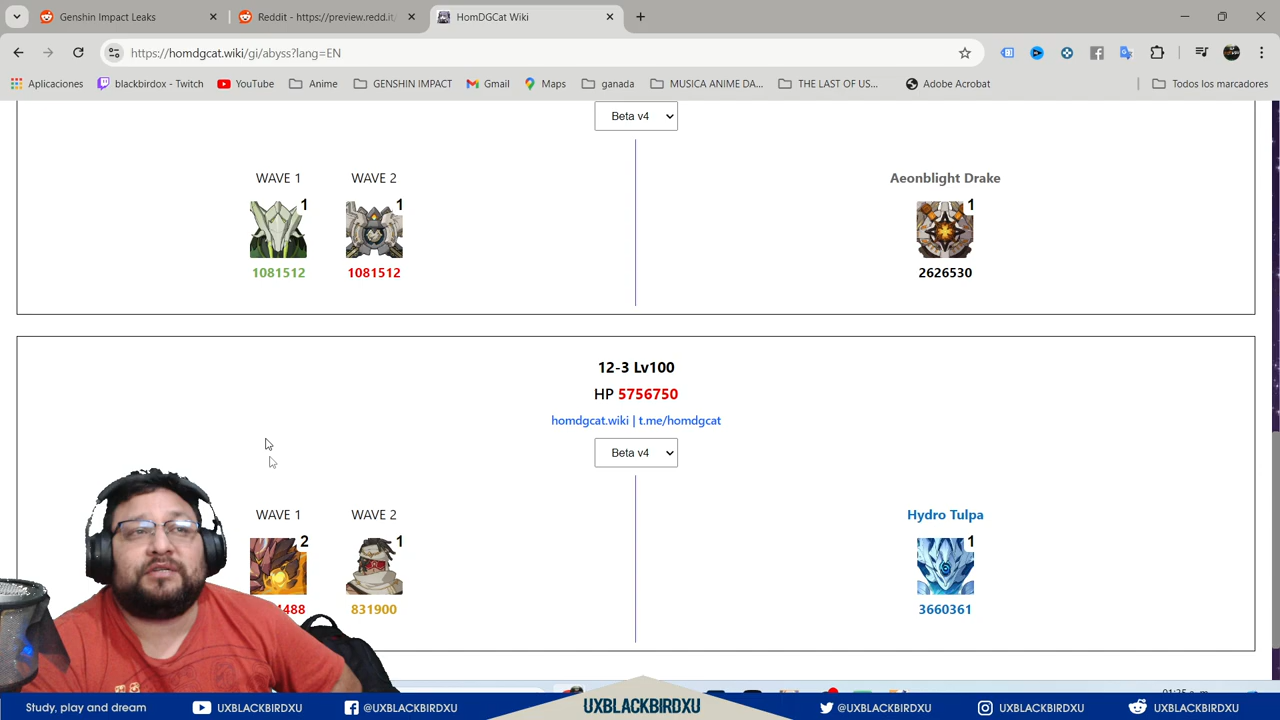 Genshin Impact Leaks
Reddit - https://preview.redd.it/
HomDGCat Wiki
https://homdgcat.wiki/gi/abyss?lang=EN
Aplicaciones
blackbirdox - Twitch
YouTube
Anime
GENSHIN IMPACT
Gmail
Maps
ganada
MUSICA ANIME DA...
THE LAST OF US...
Adobe Acrobat
Todos los marcadores
Beta v4
WAVE 1
WAVE 2
Aeonblight Drake
1
1
1
1081512
1081512
2626530
12-3 Lv100
HP 5756750
homdgcat.wiki | t.me/homdgcat
Beta v4
WAVE 1
WAVE 2
Hydro Tulpa
2
1
1
488
831900
3660361
Study, play and dream
UXBLACKBIRDXU
@UXBLACKBIRDXU
UXBLACKBIRDXU
@UXBLACKBIRDXU
UXBLACKBIRDXU
UXBLACKBIRDXU